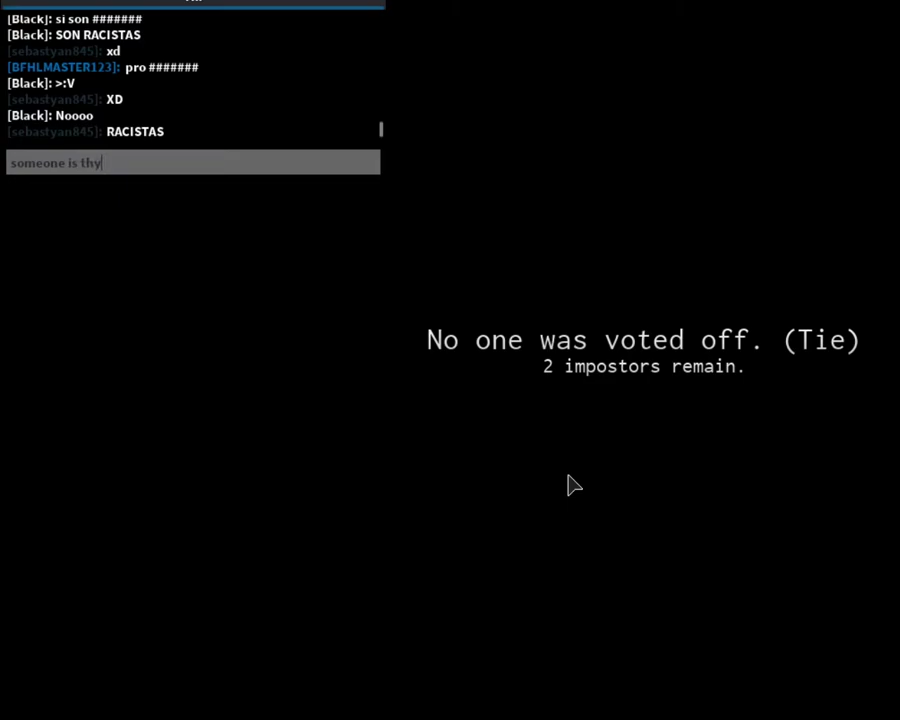 [Black]: si son #######
[Black]: SON RACISTAS
[sebastyan845]: xd
[BFHLMASTER123]: pro #######
[Black]: >:V
[sebastyan845]: XD
[Black]: Noooo
[sebastyan845]: RACISTAS
someone is thy
No one was voted off. (Tie)
2 impostors remain.